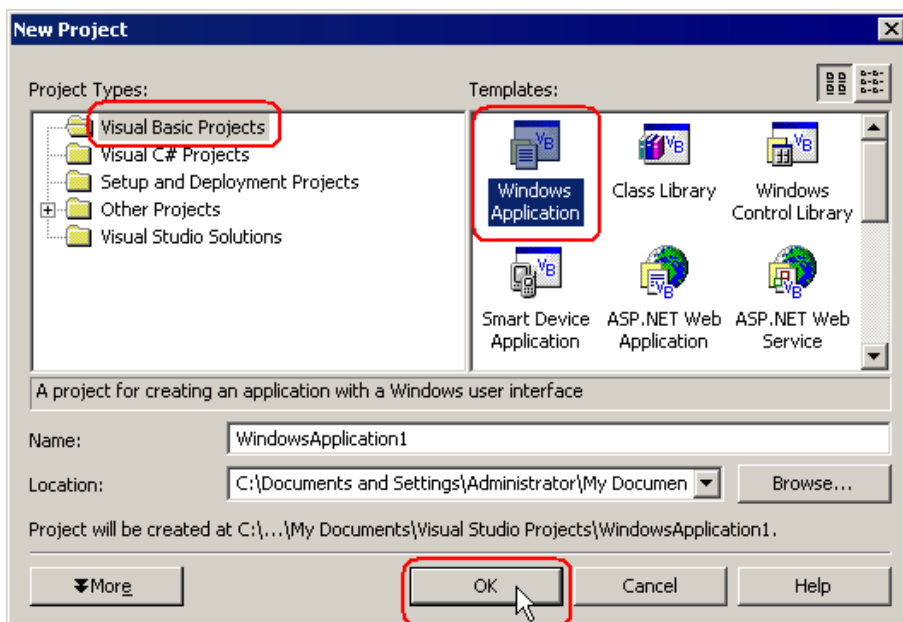 New Project
Project Types:
Templates:
Visual Basic Projects
Visual C# Projects
Setup and Deployment Projects
Other Projects
Visual Studio Solutions
Windows
Application
Class Library
Windows
Control Library
Smart Device
Application
ASP.NET Web
Application
ASP.NET Web
Service
A project for creating an application with a Windows user interface
Name:
WindowsApplication1
Location:
C:\Documents and Settings\Administrator\My Documen
Browse...
Project will be created at C:\...\My Documents\Visual Studio Projects\WindowsApplication1.
More
OK
Cancel
Help